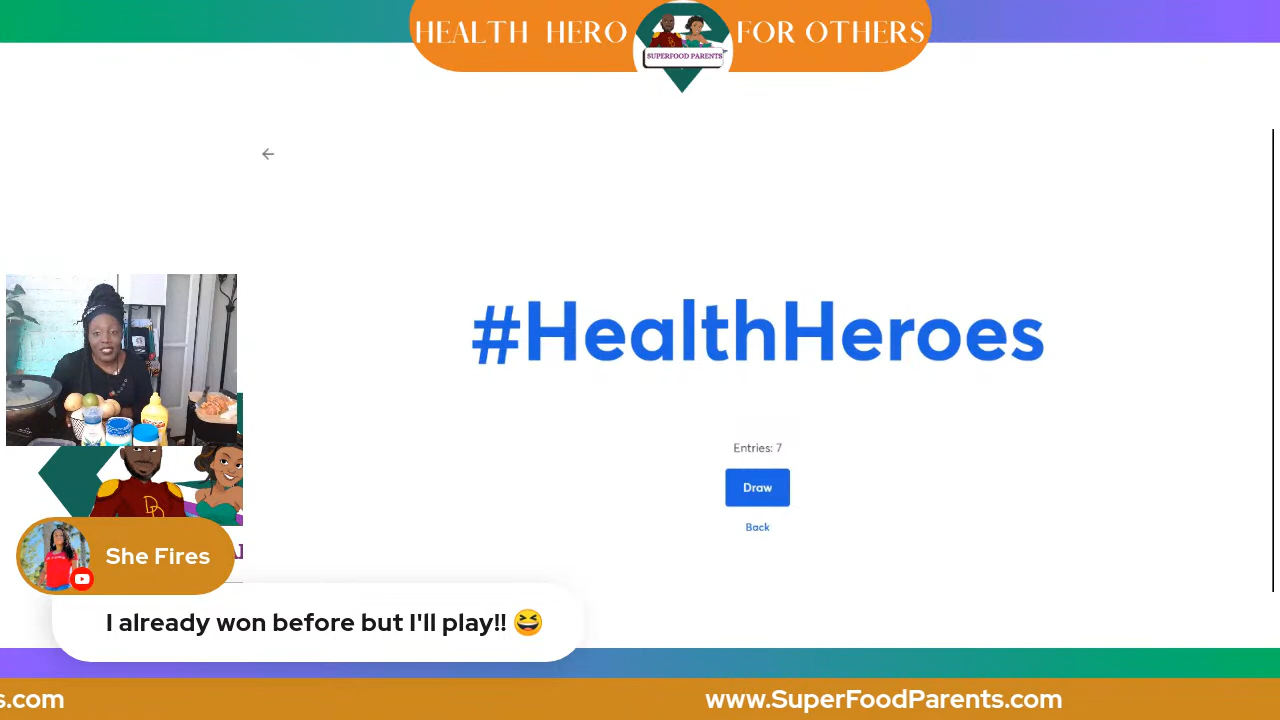 HEALTH HERO FOR OTHERS
SUPERFOOD PARENTS
#HealthHeroes
Entries: 7
Draw
Back
She Fires
I already won before but I'll play!! 😆
s.com
www.SuperFoodParents.com